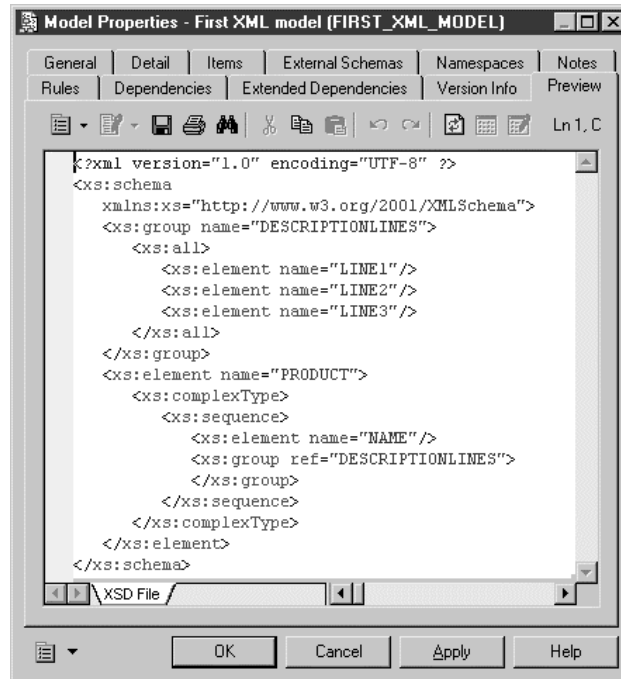 Model Properties - First XML model (FIRST_XML_MODEL)
General Detail Items External Schemas Namespaces Notes
Rules Dependencies Extended Dependencies Version Info Preview
Ln 1, C
<?xml version="1.0" encoding="UTF-8" ?>
<xs:schema
xmlns:xs="http://www.w3.org/2001/XMLSchema">
<xs:group name="DESCRIPTIONLINES">
<xs:all>
<xs:element name="LINE1"/>
<xs:element name="LINE2"/>
<xs:element name="LINE3"/>
</xs:all>
</xs:group>
<xs:element name="PRODUCT">
<xs:complexType>
<xs:sequence>
<xs:element name="NAME"/>
<xs:group ref="DESCRIPTIONLINES">
</xs:group>
</xs:sequence>
</xs:complexType>
</xs:element>
</xs:schema>
XSD File
OK Cancel Apply Help